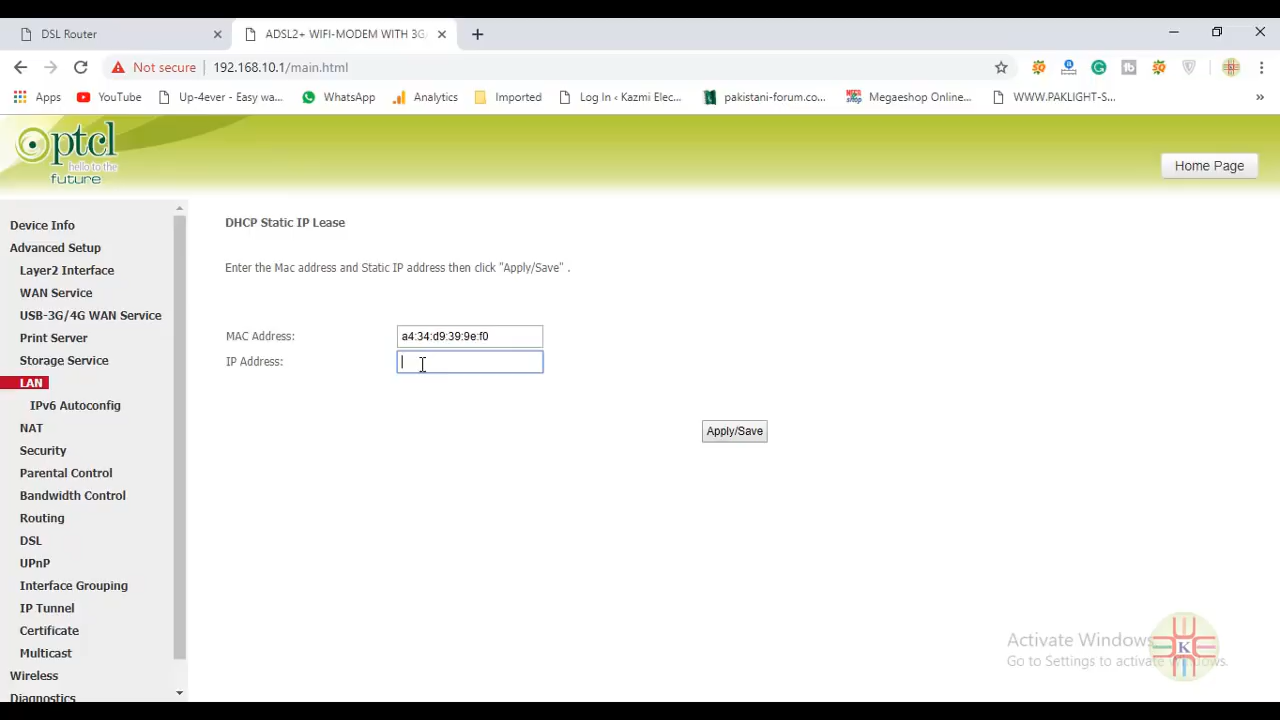 DSL Router
ADSL2+ WIFI-MODEM WITH 3G
Not secure 192.168.10.1/main.html
Apps YouTube Up-4ever - Easy wa... WhatsApp Analytics Imported Log In ‹ Kazmi Elec... pakistani-forum.co... Megaeshop Online... WWW.PAKLIGHT-S... »
ptcl
hello to the
future
Home Page
Device Info
Advanced Setup
Layer2 Interface
WAN Service
USB-3G/4G WAN Service
Print Server
Storage Service
LAN
IPv6 Autoconfig
NAT
Security
Parental Control
Bandwidth Control
Routing
DSL
UPnP
Interface Grouping
IP Tunnel
Certificate
Multicast
Wireless
Diagnostics
DHCP Static IP Lease
Enter the Mac address and Static IP address then click "Apply/Save" .
MAC Address: a4:34:d9:39:9e:f0
IP Address:
Apply/Save
Activate Windows
Go to Settings to activate Windows.
K